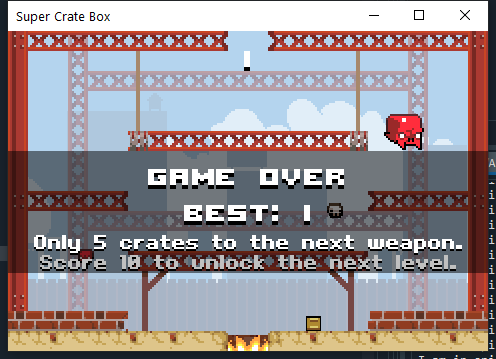 Super Crate Box
1
GAME OVER
BEST: 1
Only 5 crates to the next weapon.
Score 10 to unlock the next level.